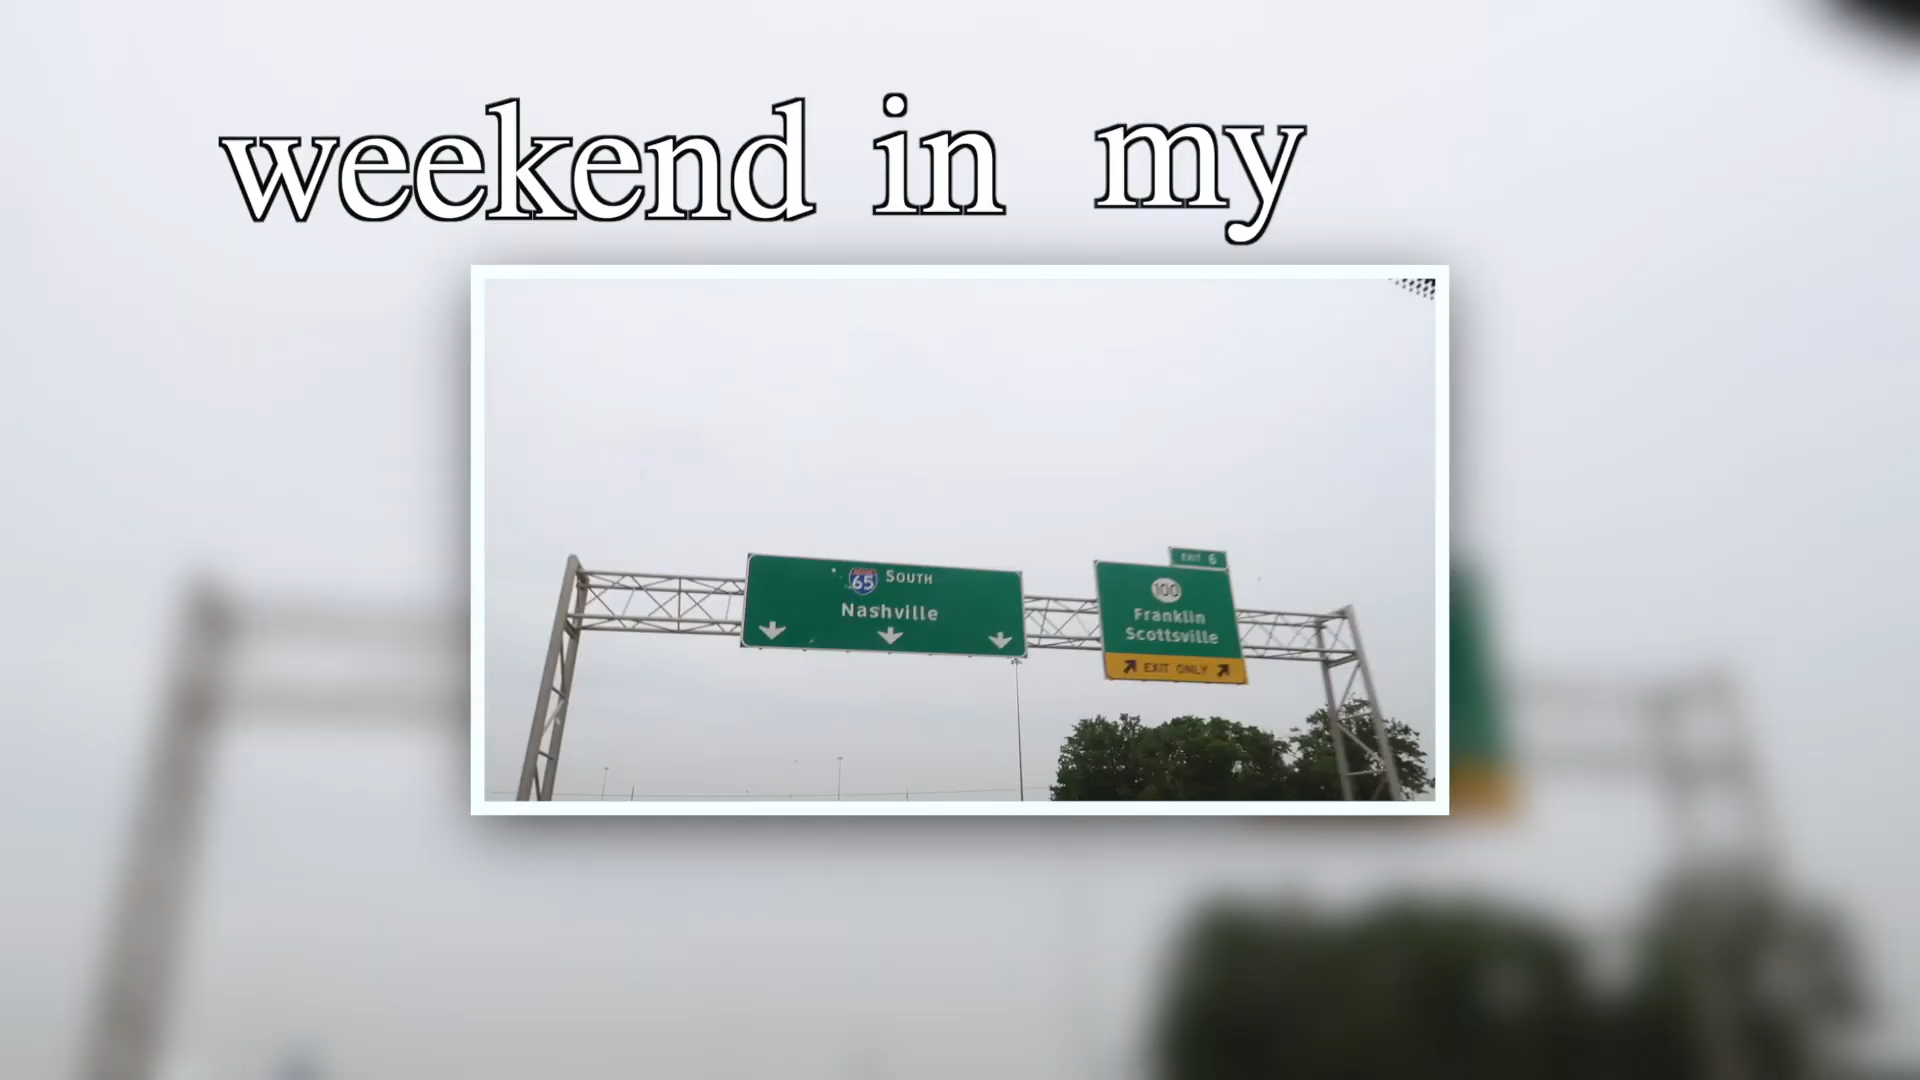 weekend in my
65 SOUTH
Nashville
EXIT 6
100
Franklin
Scottsville
EXIT ONLY